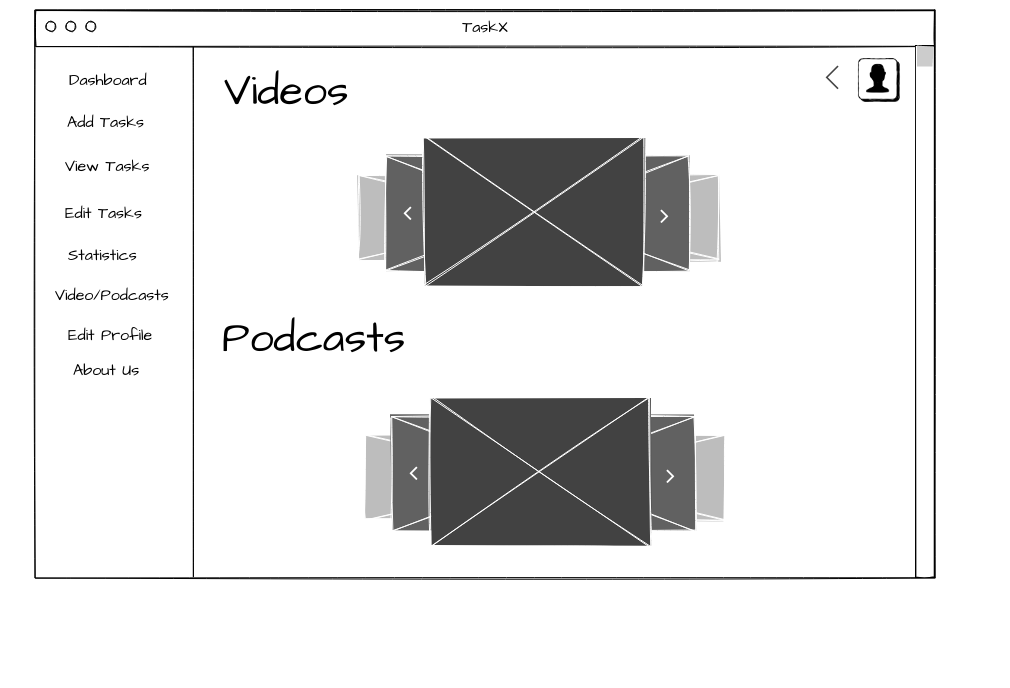 TaskX
Dashboard
Add Tasks
View Tasks
Edit Tasks
Statistics
Video/Podcasts
Edit Profile
About Us
Videos
Podcasts